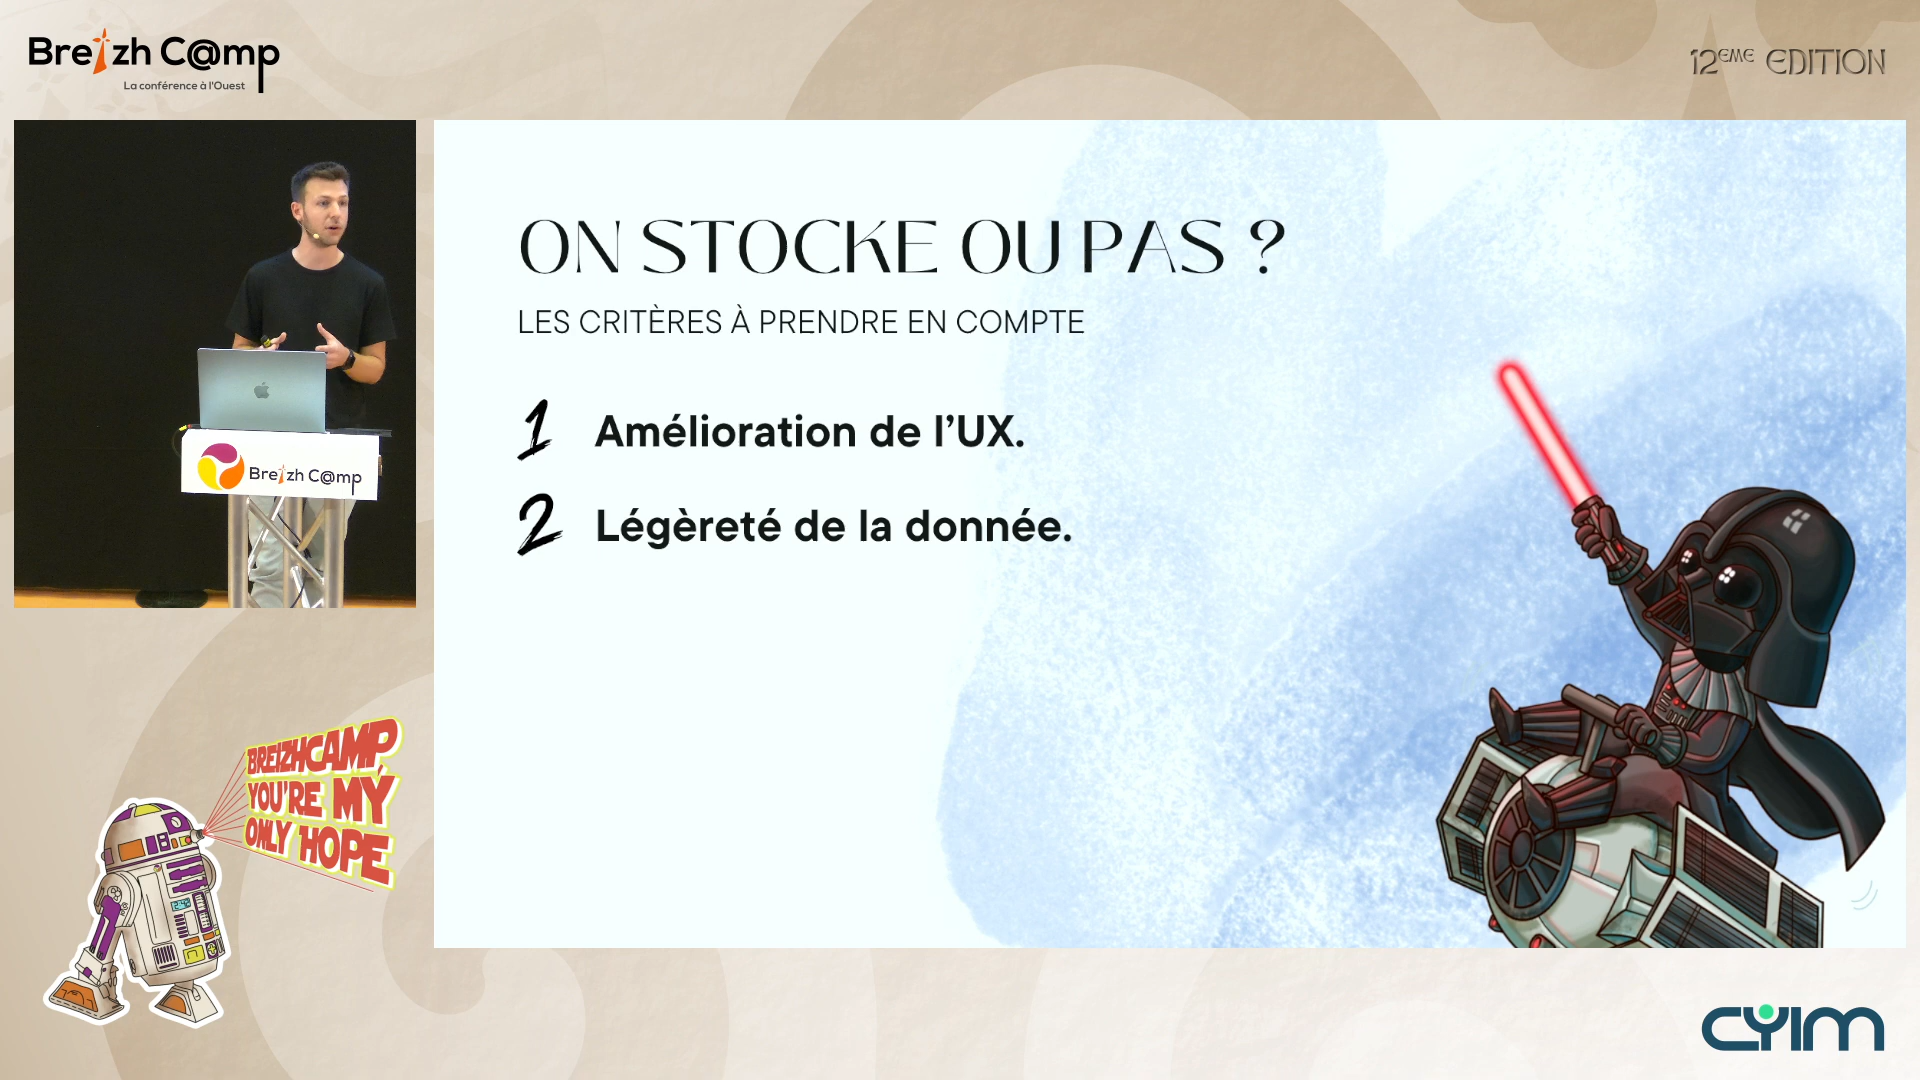 Breizh C@mp
La conférence à l'Ouest
12EME EDITION
ON STOCKE OU PAS ?
LES CRITÈRES À PRENDRE EN COMPTE
1 Amélioration de l'UX.
2 Légèreté de la donnée.
Breizh C@mp
BREIZHCAMP,
YOU'RE MY
ONLY HOPE
CYIM